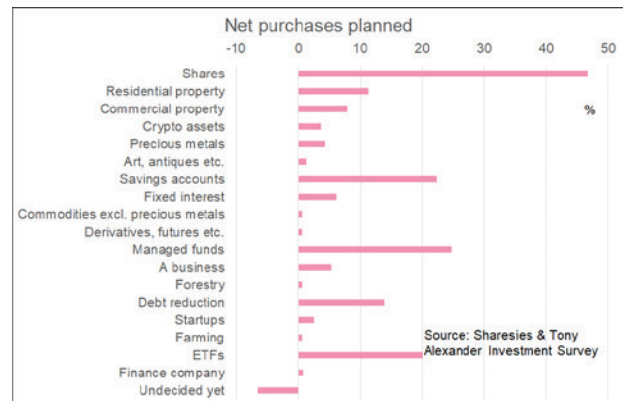 Net purchases planned
-10 0 10 20 30 40 50
Shares
Residential property
Commercial property
%
Crypto assets
Precious metals
Art, antiques etc.
Savings accounts
Fixed interest
Commodities excl. precious metals
Derivatives, futures etc.
Managed funds
A business
Forestry
Debt reduction
Startups
Farming
Source: Sharesies & Tony
Alexander Investment Survey
ETFs
Finance company
Undecided yet